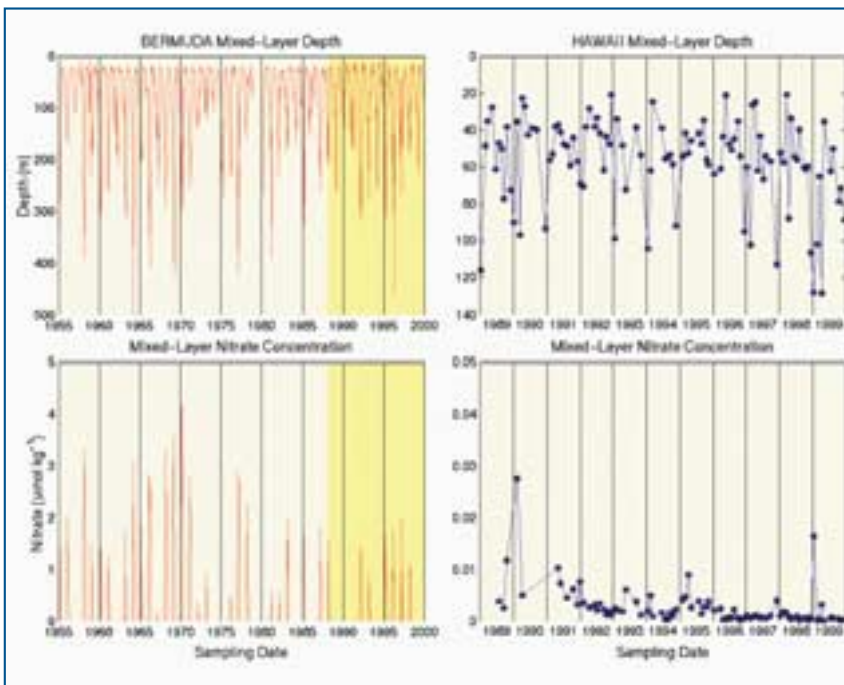 BERMUDA Mixed-Layer Depth
0
100
200
300
400
500
Depth (m)
1955 1960 1965 1970 1975 1980 1985 1990 1995 2000
Mixed-Layer Nitrate Concentration
5
4
3
2
1
0
Nitrate (umol kg⁻¹)
1955 1960 1965 1970 1975 1980 1985 1990 1995 2000
Sampling Date
HAWAII Mixed-Layer Depth
0
20
40
60
80
100
120
140
1989 1990 1991 1992 1993 1994 1995 1996 1997 1998 1999
Mixed-Layer Nitrate Concentration
0.05
0.04
0.03
0.02
0.01
0
1989 1990 1991 1992 1993 1994 1995 1996 1997 1998 1999
Sampling Date